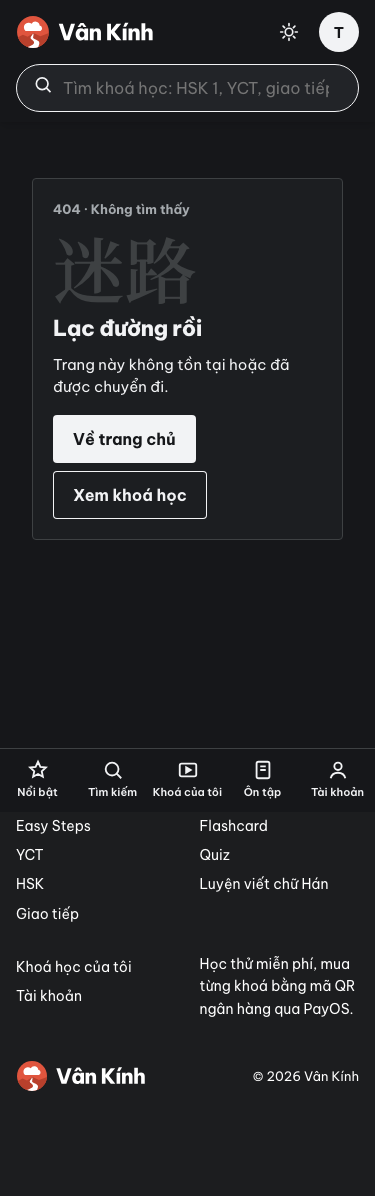 Vân Kính
T
Tìm khoá học: HSK 1, YCT, giao tiếp
404 · Không tìm thấy
迷路
Lạc đường rồi
Trang này không tồn tại hoặc đã
được chuyển đi.
Về trang chủ
Xem khoá học
Nổi bật
Tìm kiếm
Khoá của tôi
Ôn tập
Tài khoản
Easy Steps
YCT
HSK
Giao tiếp
Flashcard
Quiz
Luyện viết chữ Hán
Khoá học của tôi
Tài khoản
Học thử miễn phí, mua
từng khoá bằng mã QR
ngân hàng qua PayOS.
Vân Kính
© 2026 Vân Kính